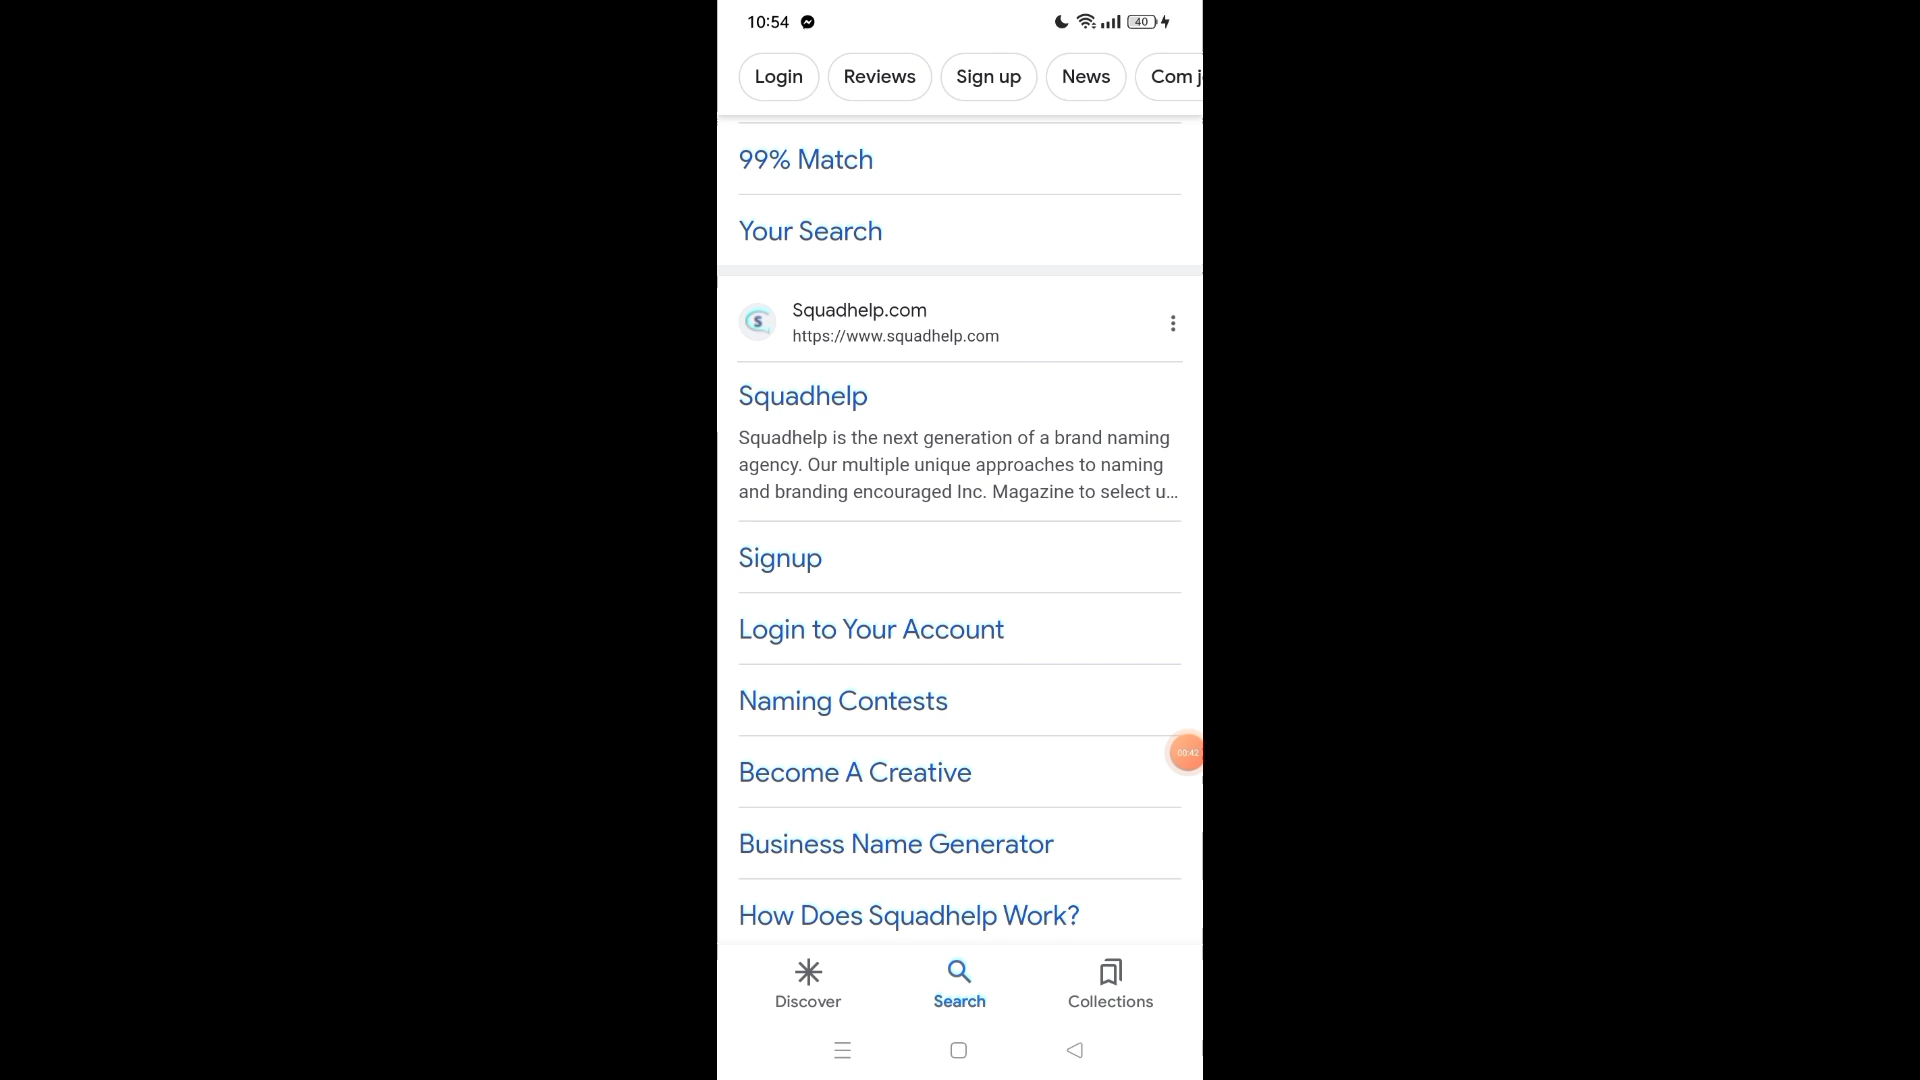 10:54
40
Login
Reviews
Sign up
News
Com j
99% Match
Your Search
S
Squadhelp.com
https://www.squadhelp.com
Squadhelp
Squadhelp is the next generation of a brand naming
agency. Our multiple unique approaches to naming
and branding encouraged Inc. Magazine to select u...
Signup
Login to Your Account
Naming Contests
00:42
Become A Creative
Business Name Generator
How Does Squadhelp Work?
Discover
Search
Collections